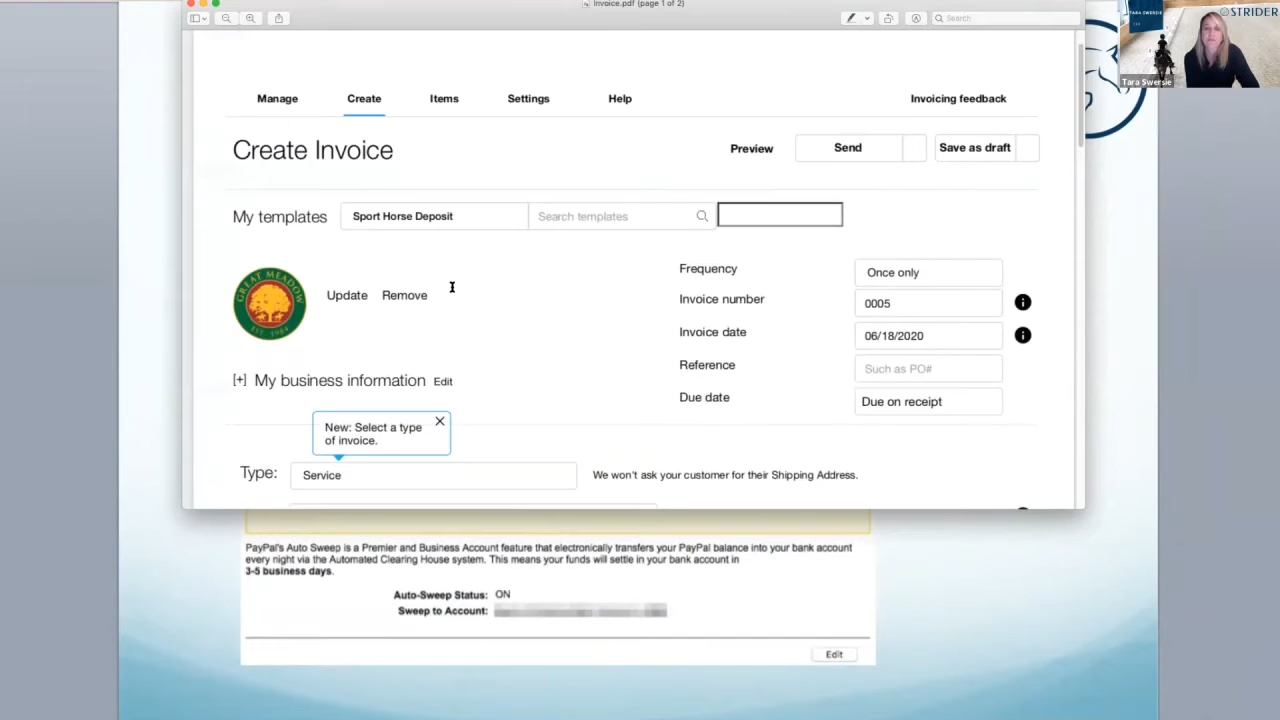 Invoice.pdf (page 1 of 2)
Search
STRIDER
TARA SWERSIE
Tara Swersie
Manage Create Items Settings Help Invoicing feedback
Create Invoice Preview Send Save as draft
My templates Sport Horse Deposit Search templates
GREAT MEADOW
EST. 1984
Update Remove
Frequency Once only
Invoice number 0005
Invoice date 06/18/2020
Reference Such as PO#
Due date Due on receipt
[+] My business information Edit
New: Select a type
of invoice.
Type: Service We won't ask your customer for their Shipping Address.
PayPal's Auto Sweep is a Premier and Business Account feature that electronically transfers your PayPal balance into your bank account
every night via the Automated Clearing House system. This means your funds will settle in your bank account in
3-5 business days.
Auto-Sweep Status: ON
Sweep to Account:
Edit